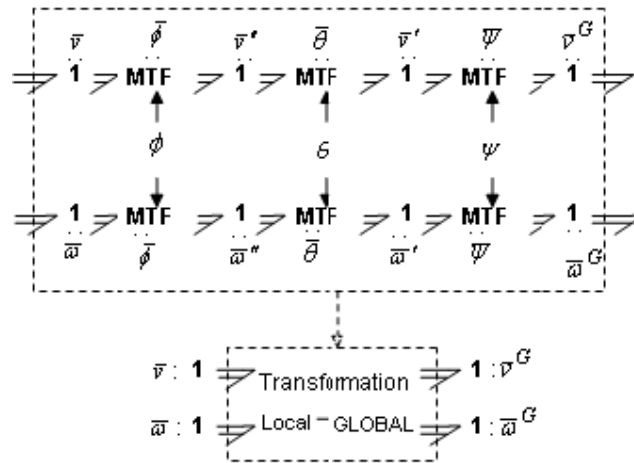 v̄ ϕ̄ v̄″ θ̄ v̄′ ψ̄ v̄ᴳ
1 MTF 1 MTF 1 MTF 1
ϕ θ ψ
1 MTF 1 MTF 1 MTF 1
ω̄ ϕ̄ ω̄″ θ̄ ω̄′ ψ̄ ω̄ᴳ
v̄ : 1 Transformation 1 : v̄ᴳ
ω̄ : 1 Local - GLOBAL 1 : ω̄ᴳ